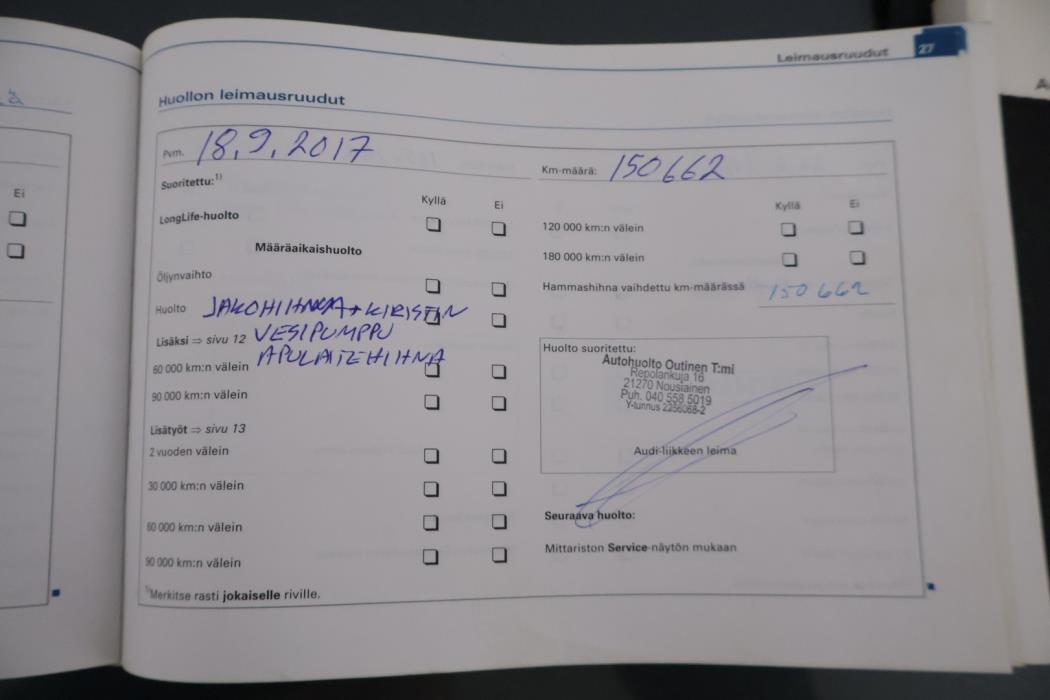 Leimausruudut 27
Huollon leimausruudut
Pvm. 18.9.2017
Km-määrä: 150662
Suoritettu:1)
Kyllä Ei
LongLife-huolto
Määräaikaishuolto
Öljynvaihto
Huolto JAKOHIHNA + KIRISTIN
Lisäksi ⇒ sivu 12 VESIPUMPPU
60 000 km:n välein APULAITEHIHNA
90 000 km:n välein
Lisätyöt ⇒ sivu 13
2 vuoden välein
30 000 km:n välein
60 000 km:n välein
90 000 km:n välein
1)Merkitse rasti jokaiselle riville.
Kyllä Ei
120 000 km:n välein
180 000 km:n välein
Hammashihna vaihdettu km-määrässä 150 662
Huolto suoritettu:
Autohuolto Outinen T:mi
Repolankuja 16
21270 Nousiainen
Puh. 040 558 5019
Y-tunnus 2256068-2
Audi-liikkeen leima
Seuraava huolto:
Mittariston Service-näytön mukaan
Ei